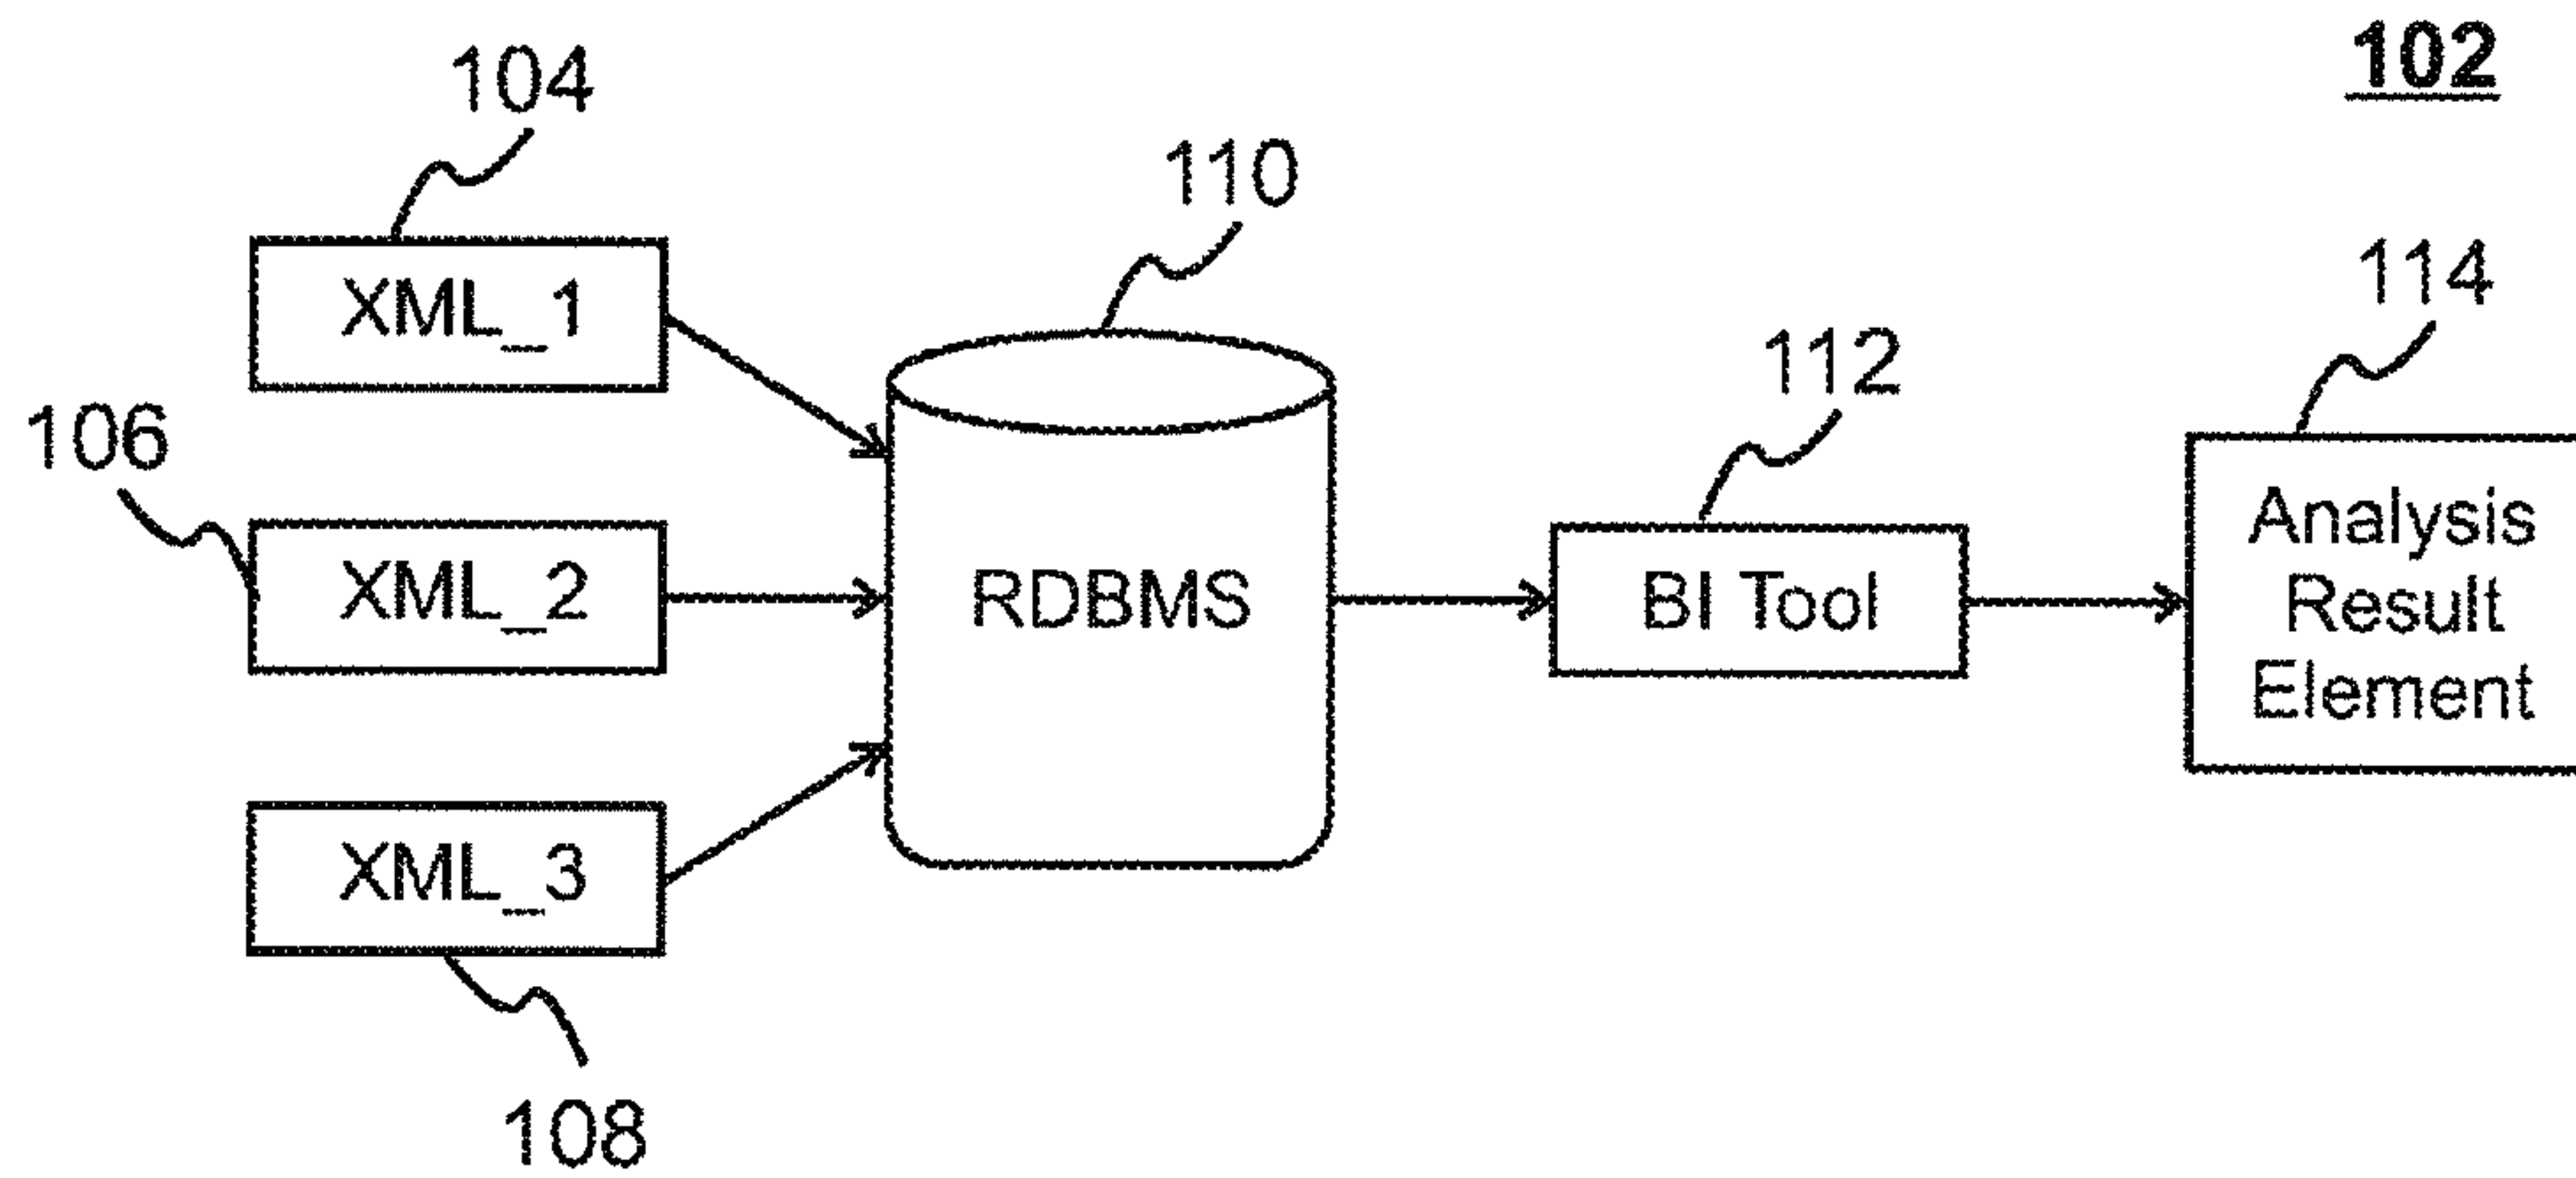 102
104
110
XML_1
114
112
106
Analysis
Result
Element
XML_2
RDBMS
BI Tool
XML_3
108